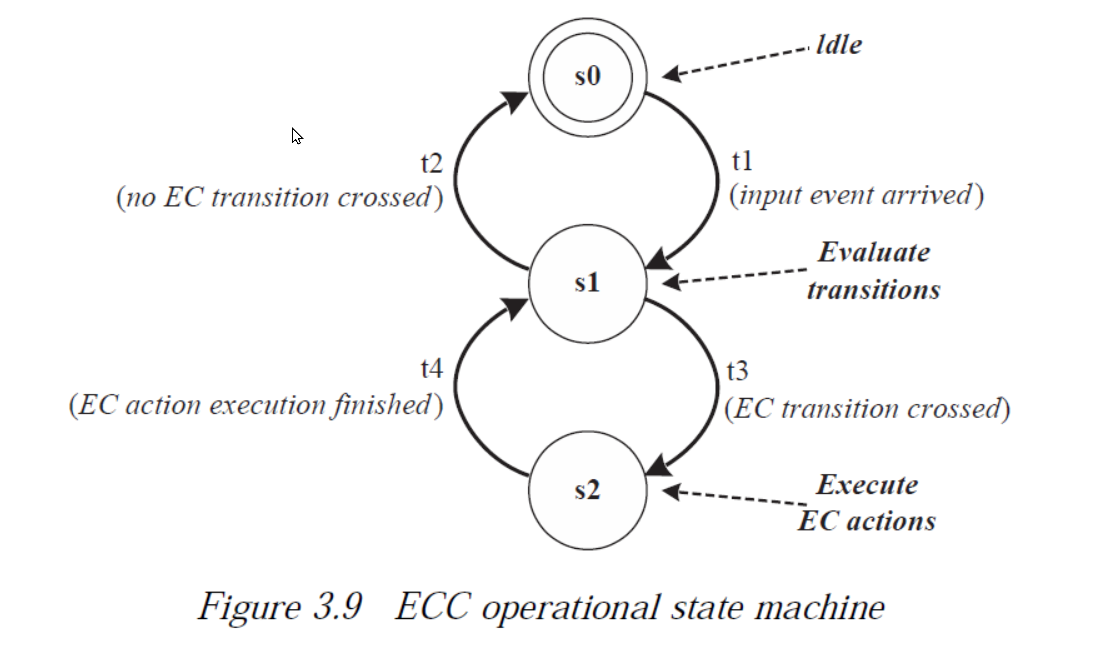 s0
Idle
t2
(no EC transition crossed)
t1
(input event arrived)
s1
Evaluate
transitions
t4
(EC action execution finished)
t3
(EC transition crossed)
s2
Execute
EC actions
Figure 3.9 ECC operational state machine